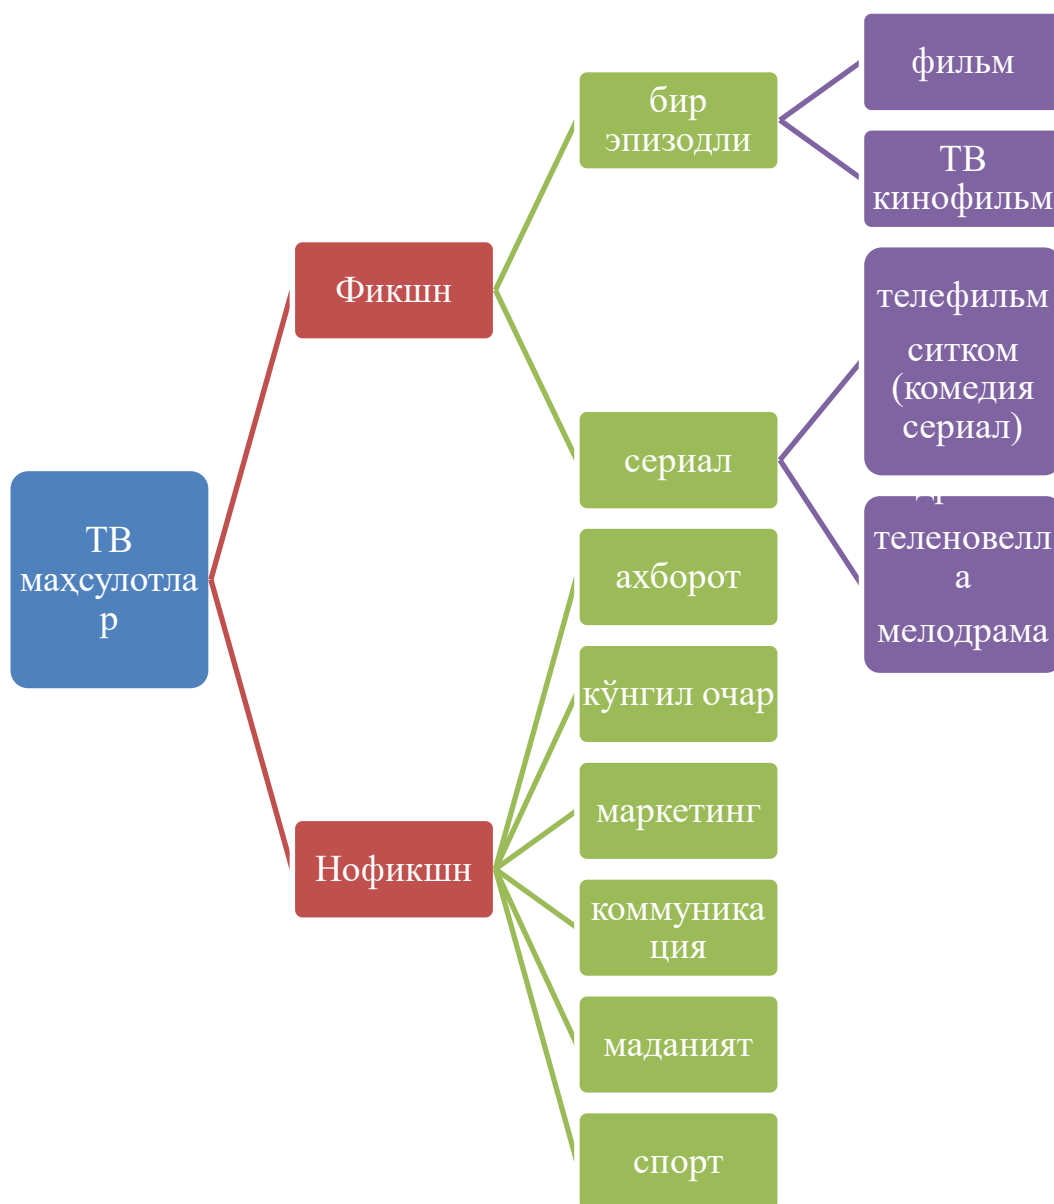 фильм
бир
эпизодли
ТВ
кинофильм
Фикшн
телефильм
ситком
(комедия
сериал)
сериал
теленовелл
а
мелодрама
ТВ
маҳсулотла
р
ахборот
кўнгил очар
маркетинг
Нофикшн
коммуника
ция
маданият
спорт